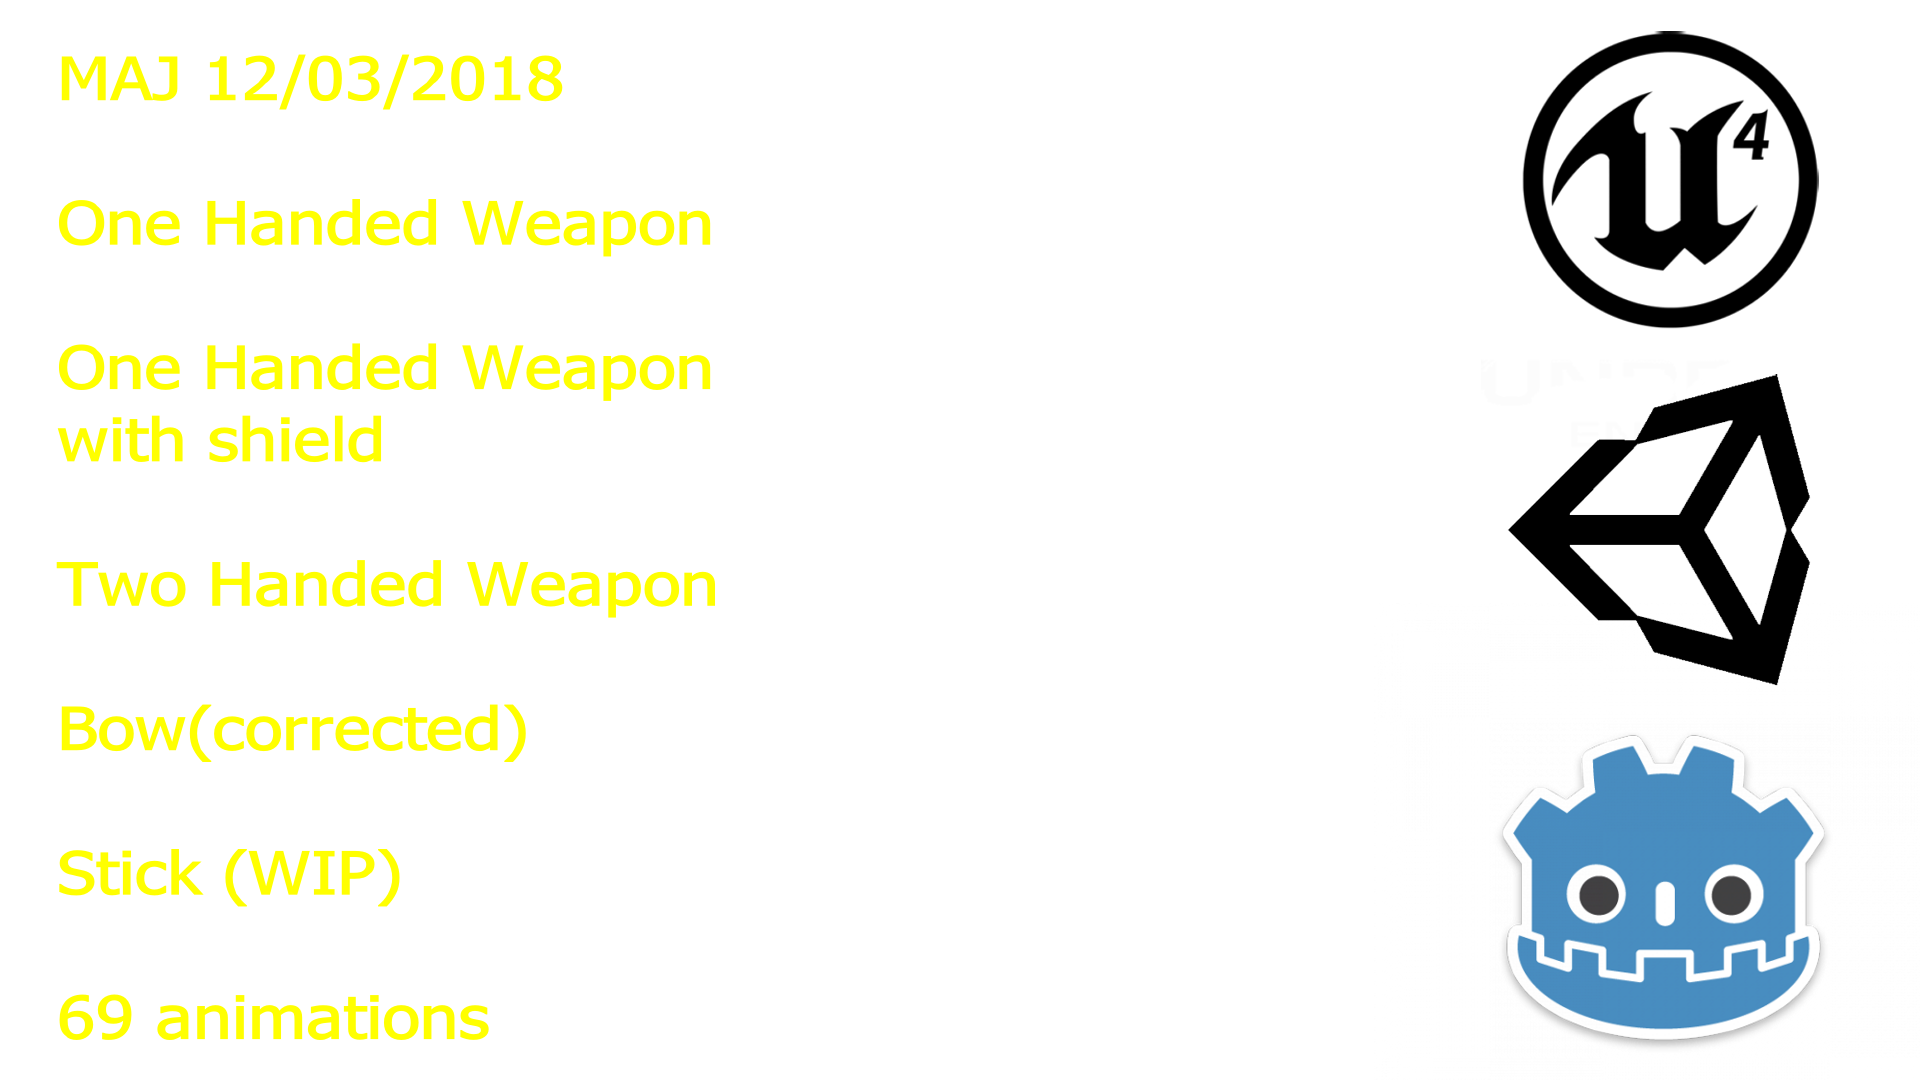 MAJ 12/03/2018
One Handed Weapon
One Handed Weapon
with shield
Two Handed Weapon
Bow(corrected)
Stick (WIP)
69 animations
4